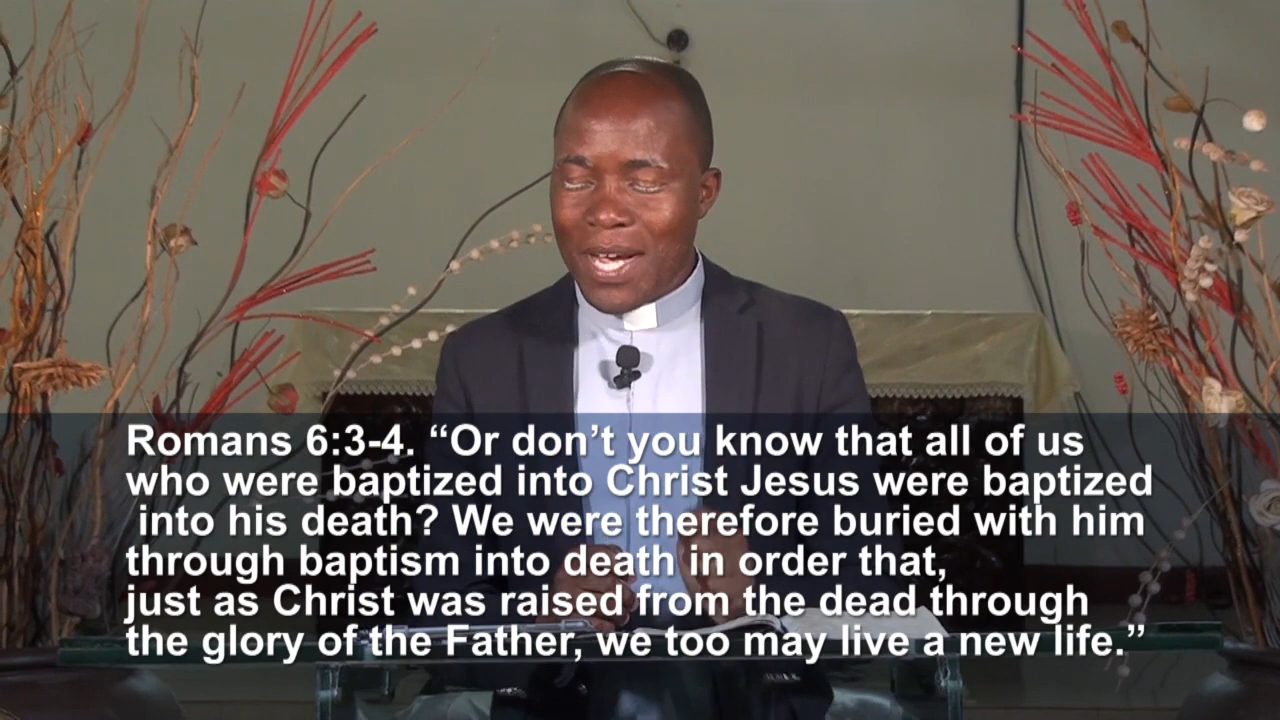 Romans 6:3-4. “Or don’t you know that all of us
who were baptized into Christ Jesus were baptized
into his death? We were therefore buried with him
through baptism into death in order that,
just as Christ was raised from the dead through
the glory of the Father, we too may live a new life.”